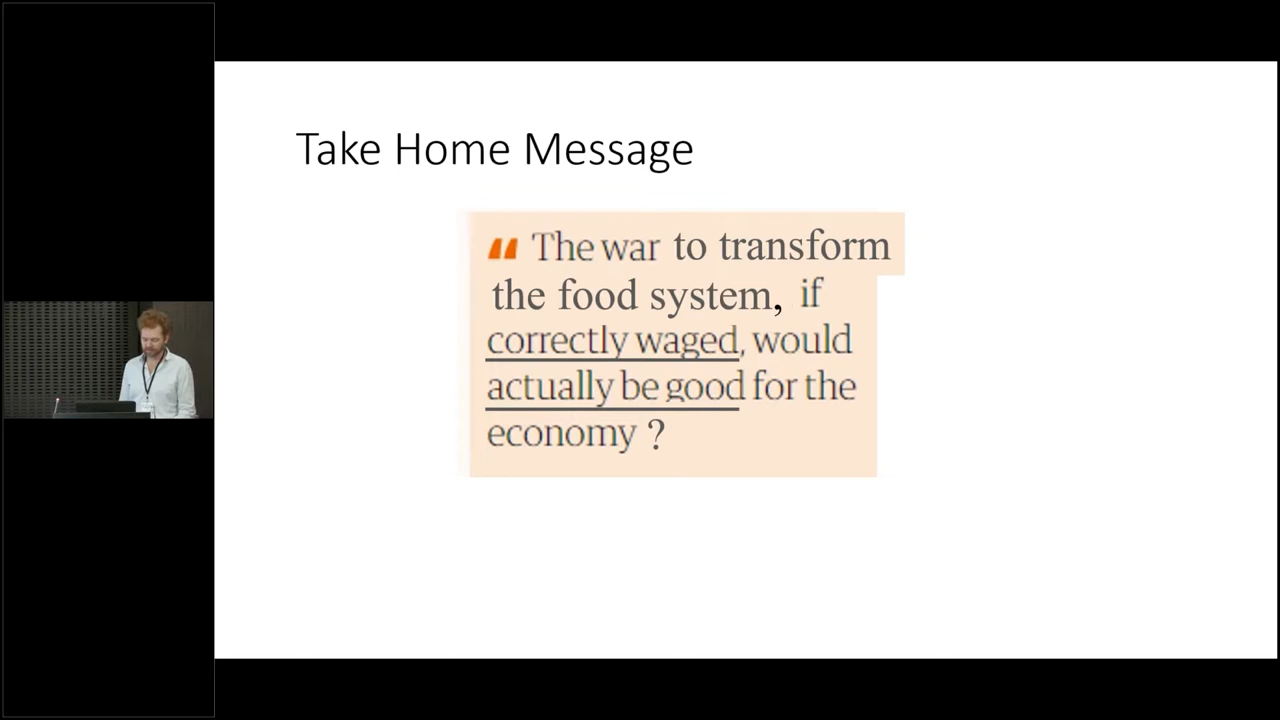 Take Home Message
“ The war to transform
the food system, if
correctly waged, would
actually be good for the
economy ?